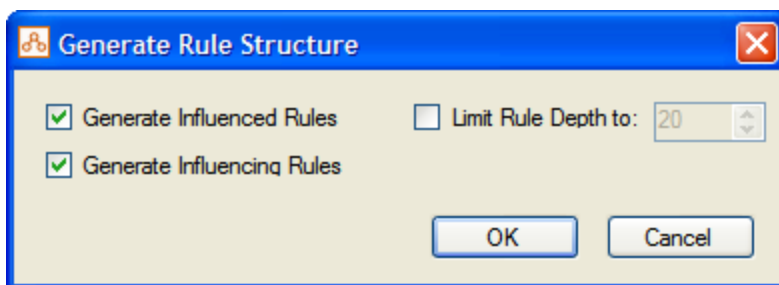 Generate Rule Structure
Generate Influenced Rules
Limit Rule Depth to: 20
Generate Influencing Rules
OK Cancel